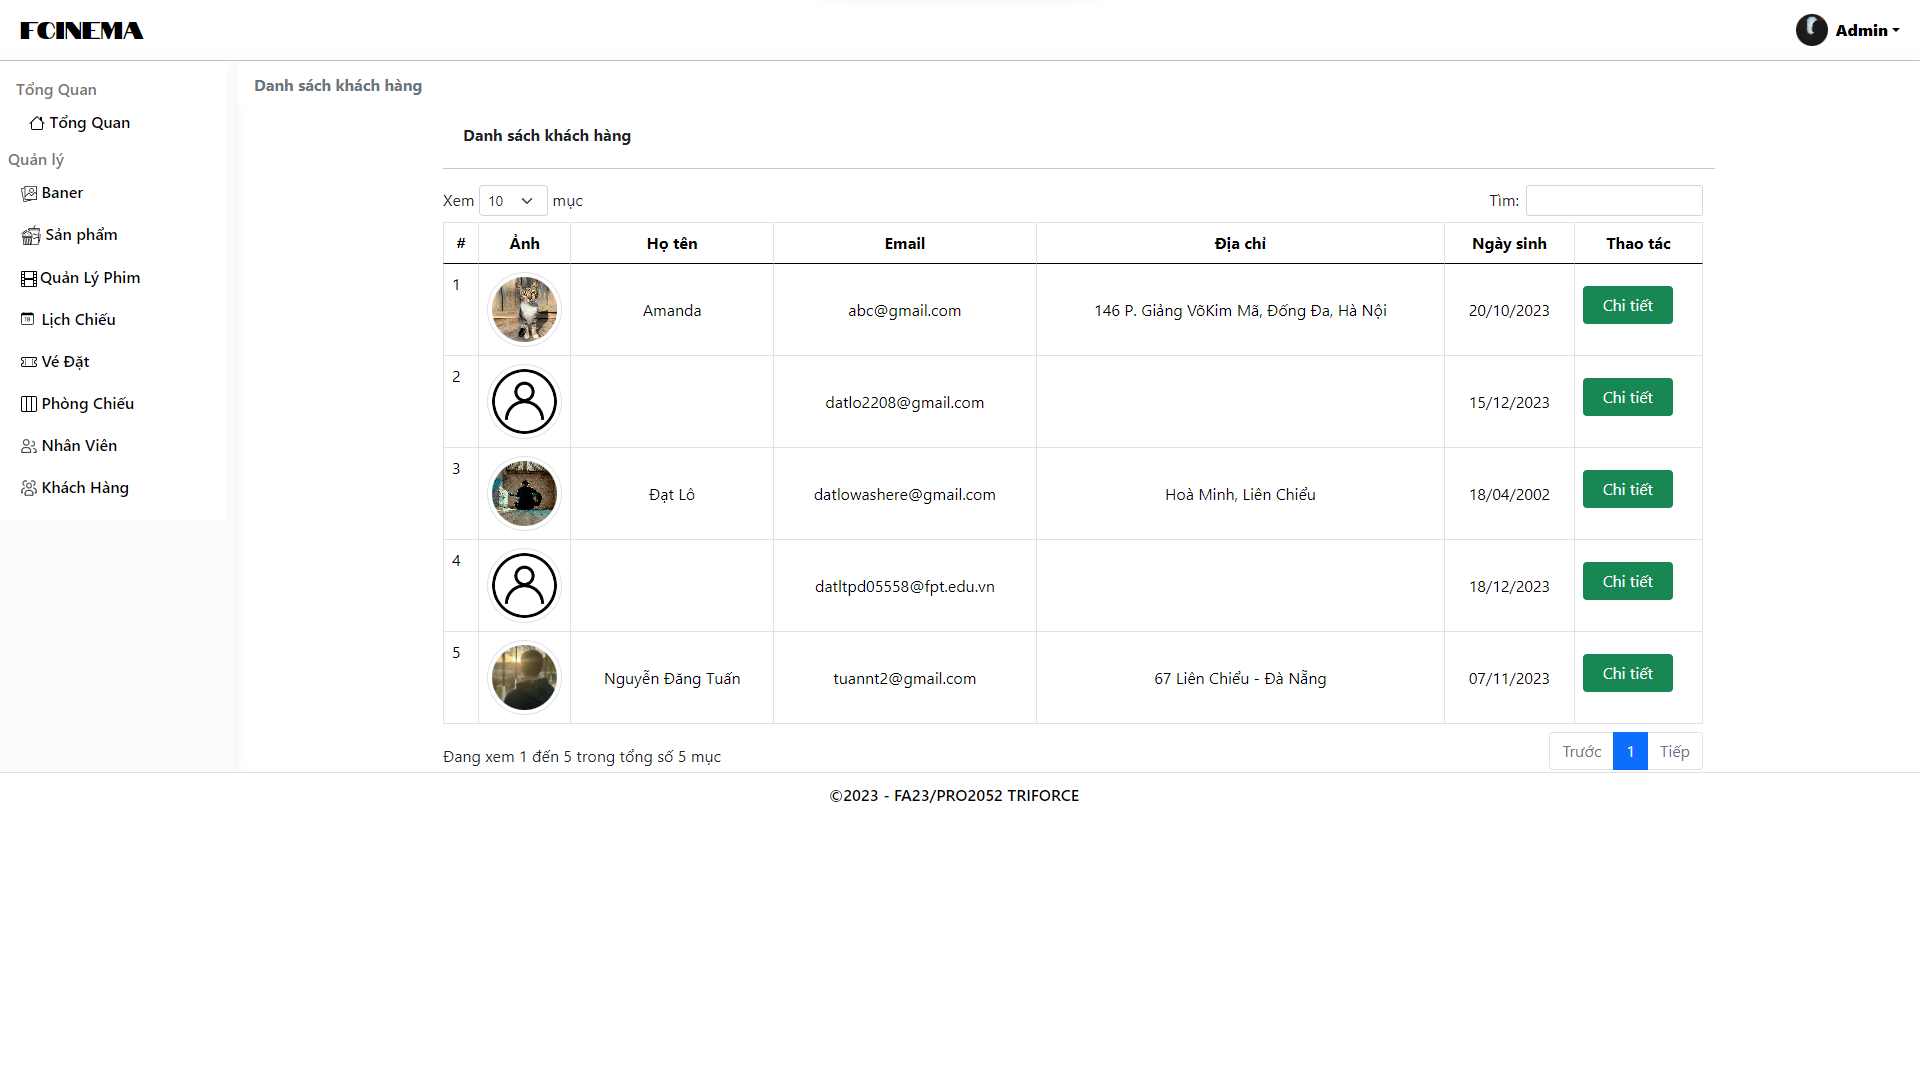 FCINEMA
Admin
Tổng Quan
Tổng Quan
Quản lý
Baner
Sản phẩm
Quản Lý Phim
Lịch Chiếu
Vé Đặt
Phòng Chiếu
Nhân Viên
Khách Hàng
Danh sách khách hàng
Danh sách khách hàng
Xem 10 mục
Tìm:
# Ảnh Họ tên Email Địa chỉ Ngày sinh Thao tác
1 Amanda abc@gmail.com 146 P. Giảng VõKim Mã, Đống Đa, Hà Nội 20/10/2023 Chi tiết
2 datlo2208@gmail.com 15/12/2023 Chi tiết
3 Đạt Lô datlowashere@gmail.com Hoà Minh, Liên Chiểu 18/04/2002 Chi tiết
4 datltpd05558@fpt.edu.vn 18/12/2023 Chi tiết
5 Nguyễn Đăng Tuấn tuannt2@gmail.com 67 Liên Chiểu - Đà Nẵng 07/11/2023 Chi tiết
Đang xem 1 đến 5 trong tổng số 5 mục
Trước 1 Tiếp
©2023 - FA23/PRO2052 TRIFORCE